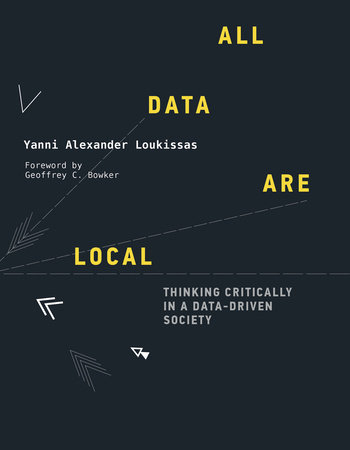 ALL
DATA
Yanni Alexander Loukissas
Foreword by
Geoffrey C. Bowker
ARE
LOCAL
THINKING CRITICALLY
IN A DATA-DRIVEN
SOCIETY